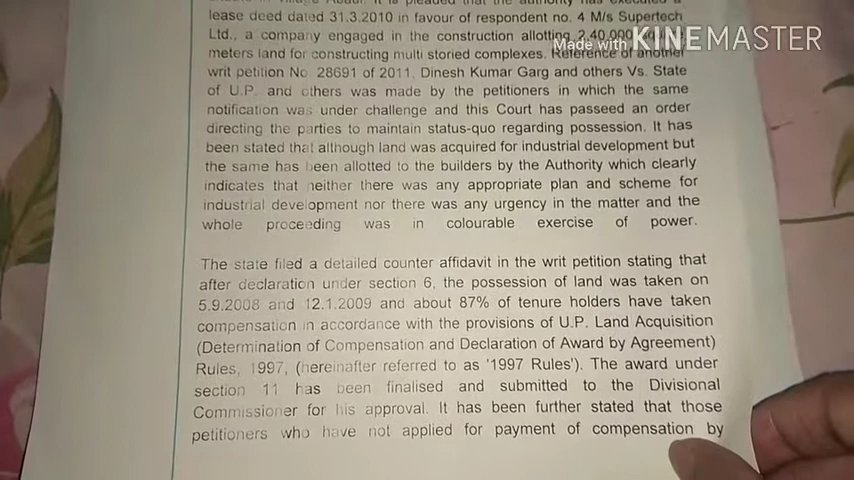 lease deed dated 31.3.2010 in favour of respondent no. 4 M/s Supertech
Ltd., a company engaged in the construction allotting 2,40,000
Made with KINEMASTER
meters land for constructing multi storied complexes. Reference of another
writ petition No. 28691 of 2011, Dinesh Kumar Garg and others Vs. State
of U.P. and others was made by the petitioners in which the same
notification was under challenge and this Court has passeed an order
directing the parties to maintain status-quo regarding possession. It has
been stated that although land was acquired for industrial development but
the same has been allotted to the builders by the Authority which clearly
indicates that neither there was any appropriate plan and scheme for
industrial development nor there was any urgency in the matter and the
whole proceeding was in colourable exercise of power.
The state filed a detailed counter affidavit in the writ petition stating that
after declaration under section 6, the possession of land was taken on
5.9.2008 and 12.1.2009 and about 87% of tenure holders have taken
compensation in accordance with the provisions of U.P. Land Acquisition
(Determination of Compensation and Declaration of Award by Agreement)
Rules, 1997, (hereinafter referred to as '1997 Rules'). The award under
section 11 has been finalised and submitted to the Divisional
Commissioner for his approval. It has been further stated that those
petitioners who have not applied for payment of compensation by